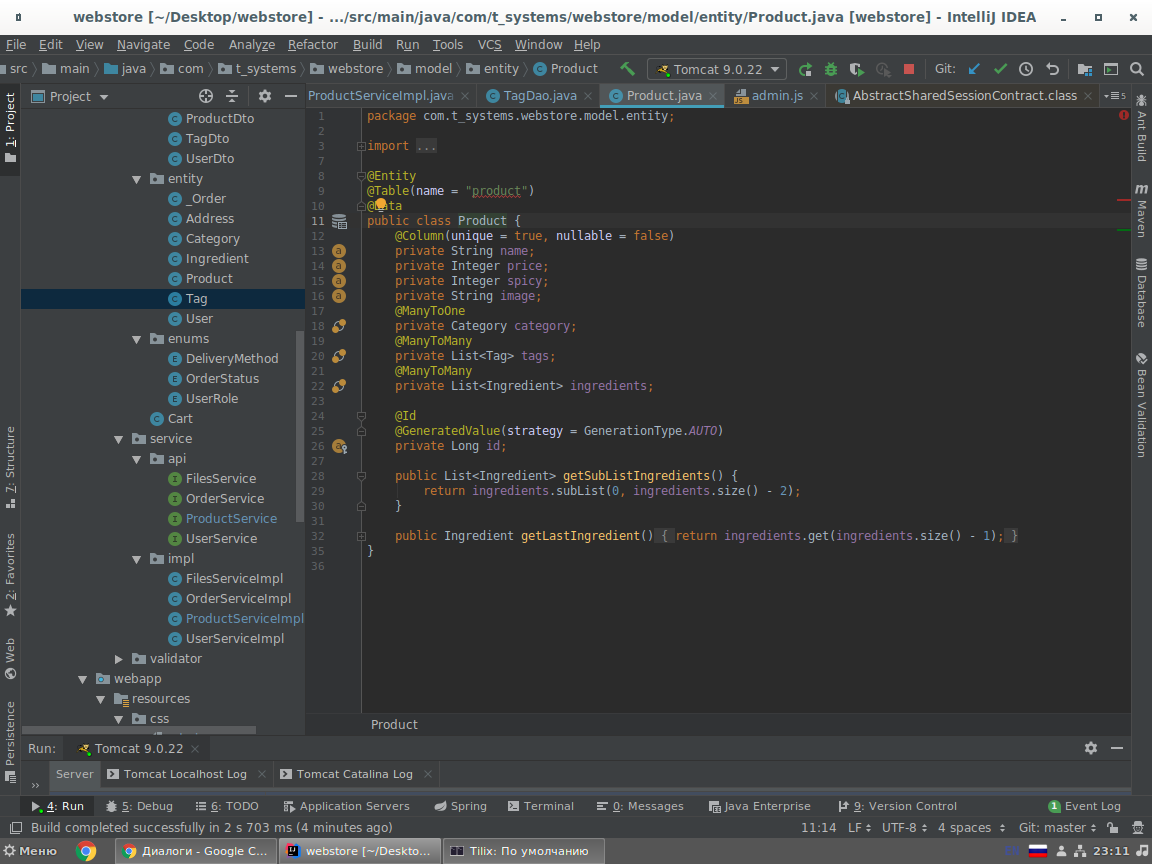 webstore [~/Desktop/webstore] - .../src/main/java/com/t_systems/webstore/model/entity/Product.java [webstore] - IntelliJ IDEA
File Edit View Navigate Code Analyze Refactor Build Run Tools VCS Window Help
src main java com t_systems webstore model entity Product Tomcat 9.0.22 Git:
Project ProductServiceImpl.java TagDao.java Product.java admin.js AbstractSharedSessionContract.class 5
1: Project
7: Structure
2: Favorites
Web
Persistence
ProductDto
TagDto
UserDto
entity
_Order
Address
Category
Ingredient
Product
Tag
User
enums
DeliveryMethod
OrderStatus
UserRole
Cart
service
api
FilesService
OrderService
ProductService
UserService
impl
FilesServiceImpl
OrderServiceImpl
ProductServiceImpl
UserServiceImpl
validator
webapp
resources
css
1 package com.t_systems.webstore.model.entity;
2
3 import ...
7
8 @Entity
9 @Table(name = "product")
10 @Data
11 public class Product {
12 @Column(unique = true, nullable = false)
13 private String name;
14 private Integer price;
15 private Integer spicy;
16 private String image;
17 @ManyToOne
18 private Category category;
19 @ManyToMany
20 private List<Tag> tags;
21 @ManyToMany
22 private List<Ingredient> ingredients;
23
24 @Id
25 @GeneratedValue(strategy = GenerationType.AUTO)
26 private Long id;
27
28 public List<Ingredient> getSubListIngredients() {
29 return ingredients.subList(0, ingredients.size() - 2);
30 }
31
32 public Ingredient getLastIngredient() { return ingredients.get(ingredients.size() - 1); }
35 }
36
Product
Ant Build
Maven
Database
Bean Validation
Run: Tomcat 9.0.22
Server Tomcat Localhost Log Tomcat Catalina Log
4: Run 5: Debug 6: TODO Application Servers Spring Terminal 0: Messages Java Enterprise 9: Version Control 1 Event Log
Build completed successfully in 2 s 703 ms (4 minutes ago) 11:14 LF UTF-8 4 spaces Git: master
Меню Диалоги - Google C... webstore [~/Deskto... Tilix: По умолчанию 23:11